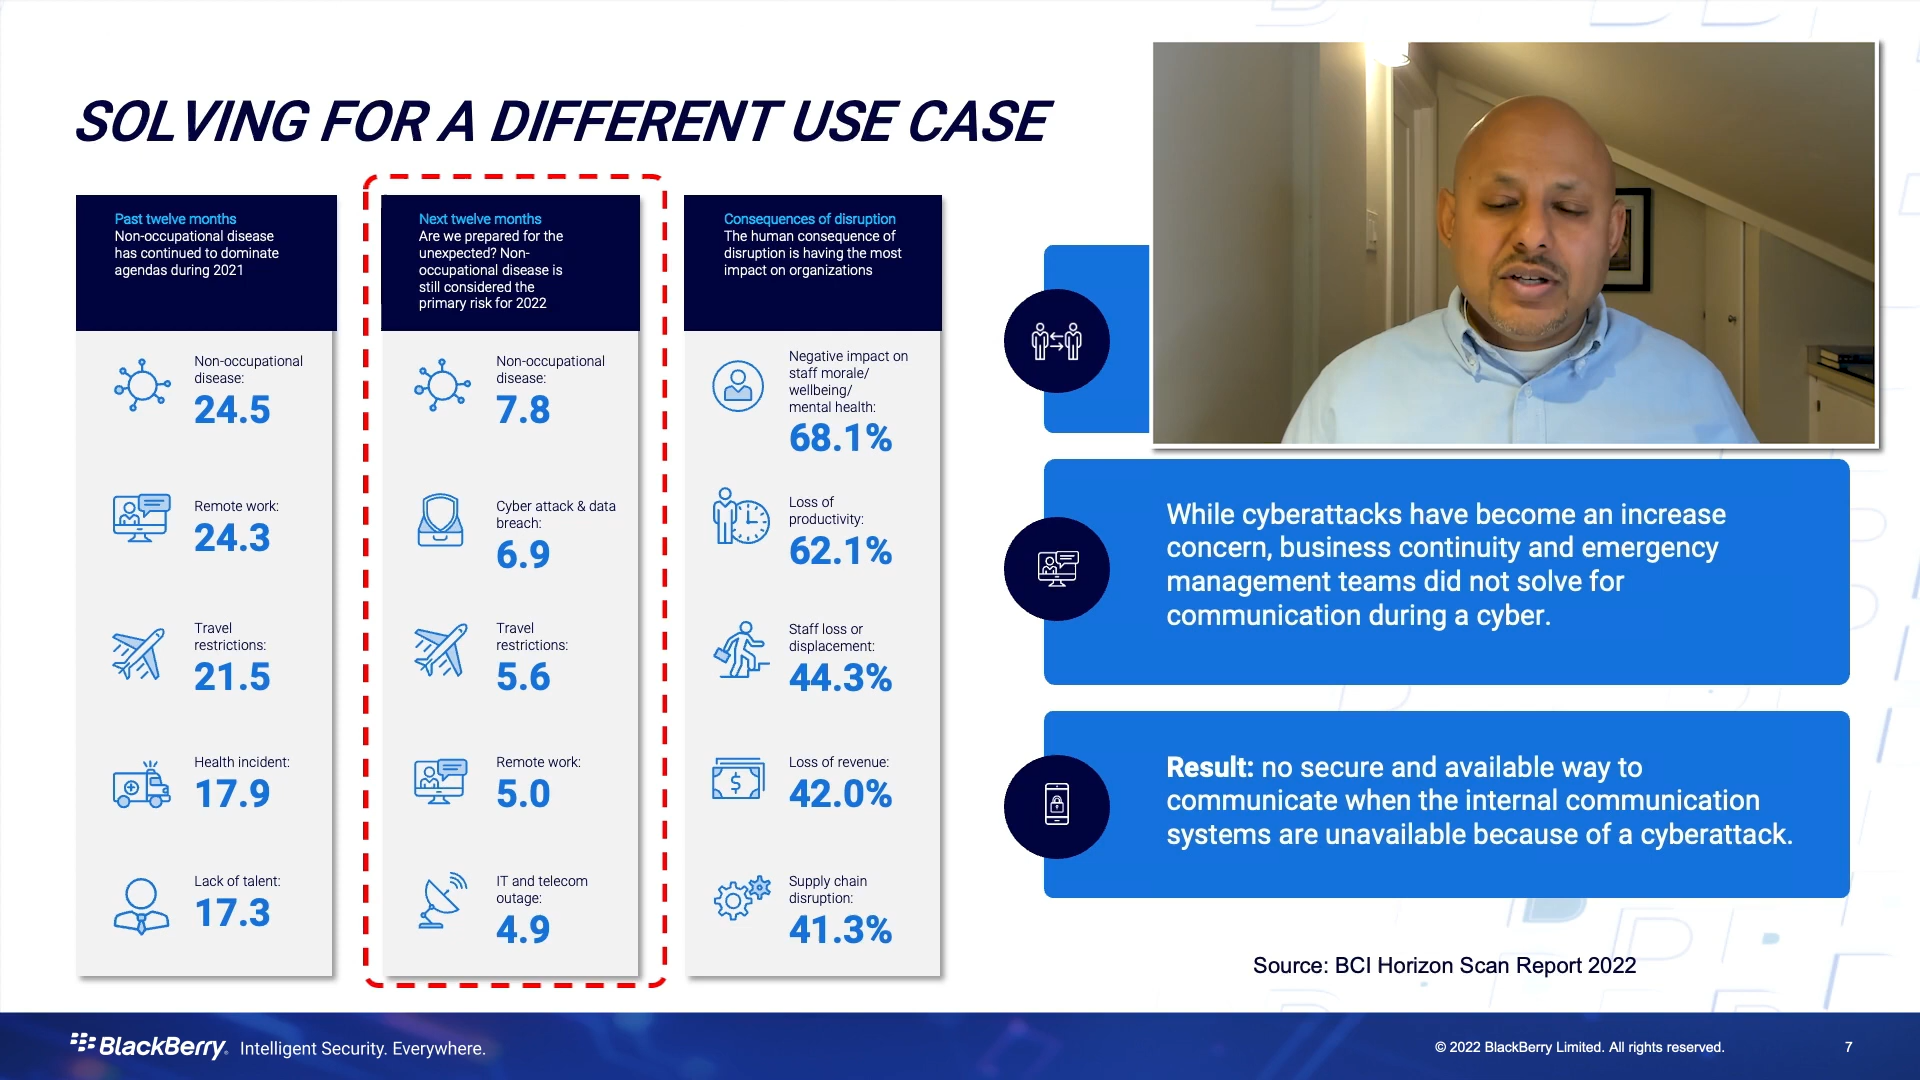 SOLVING FOR A DIFFERENT USE CASE
Past twelve months
Non-occupational disease
has continued to dominate
agendas during 2021
Non-occupational
disease:
24.5
Remote work:
24.3
Travel
restrictions:
21.5
Health incident:
17.9
Lack of talent:
17.3
Next twelve months
Are we prepared for the
unexpected? Non-
occupational disease is
still considered the
primary risk for 2022
Non-occupational
disease:
7.8
Cyber attack & data
breach:
6.9
Travel
restrictions:
5.6
Remote work:
5.0
IT and telecom
outage:
4.9
Consequences of disruption
The human consequence of
disruption is having the most
impact on organizations
Negative impact on
staff morale/
wellbeing/
mental health:
68.1%
Loss of
productivity:
62.1%
Staff loss or
displacement:
44.3%
Loss of revenue:
42.0%
Supply chain
disruption:
41.3%
While cyberattacks have become an increase
concern, business continuity and emergency
management teams did not solve for
communication during a cyber.
Result: no secure and available way to
communicate when the internal communication
systems are unavailable because of a cyberattack.
Source: BCI Horizon Scan Report 2022
BlackBerry. Intelligent Security. Everywhere.
© 2022 BlackBerry Limited. All rights reserved.
7